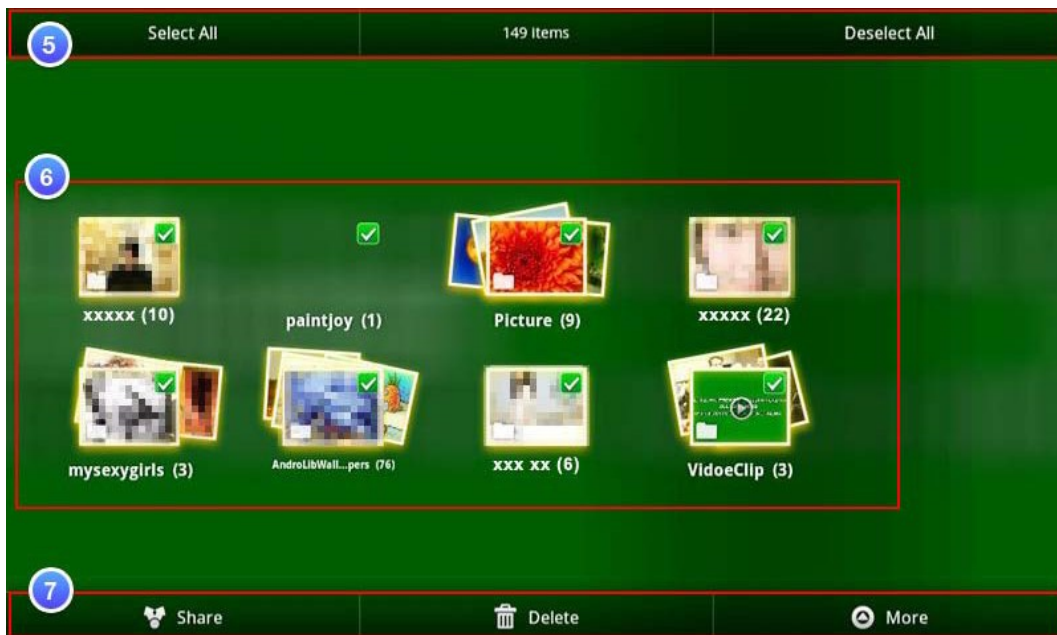 5
Select All
149 items
Deselect All
6
xxxxx (10)
paintjoy (1)
Picture (9)
xxxxx (22)
mysexygirls (3)
AndroLibWall...pers (76)
xxx xx (6)
VidoeClip (3)
7
Share
Delete
More